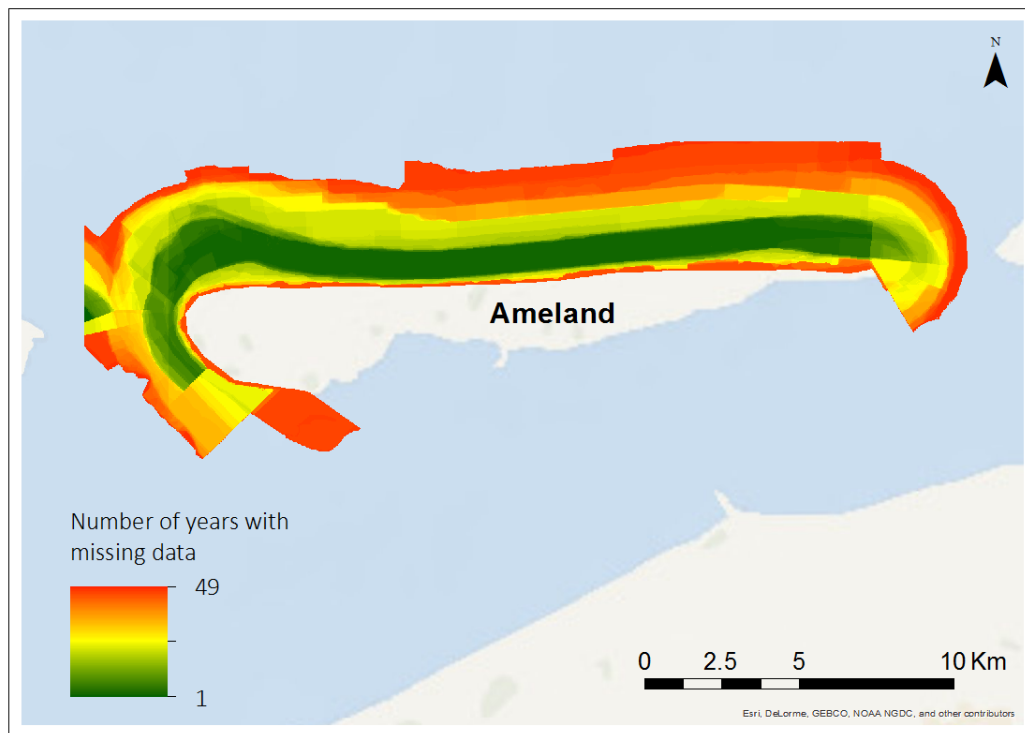 N
Ameland
Number of years with
missing data
49
1
0 2.5 5 10 Km
Esri, DeLorme, GEBCO, NOAA NGDC, and other contributors